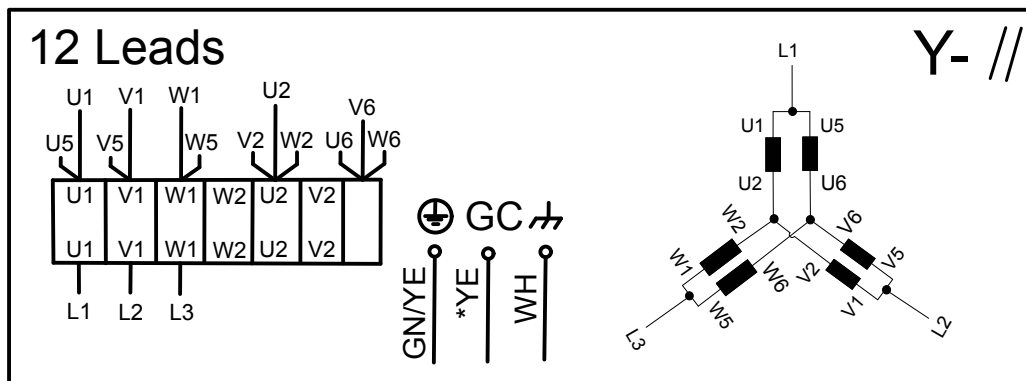 12 Leads
Y- //
U1 V1 W1 U2 V6
U5 V5 W5 V2 W2 U6 W6
U1 V1 W1 W2 U2 V2
U1 V1 W1 W2 U2 V2
L1 L2 L3
GC
GN/YE *YE WH
L1
U1 U5
U2 U6
W2 V6
W1 W6 V2 V5
W5 V1
L3 L2